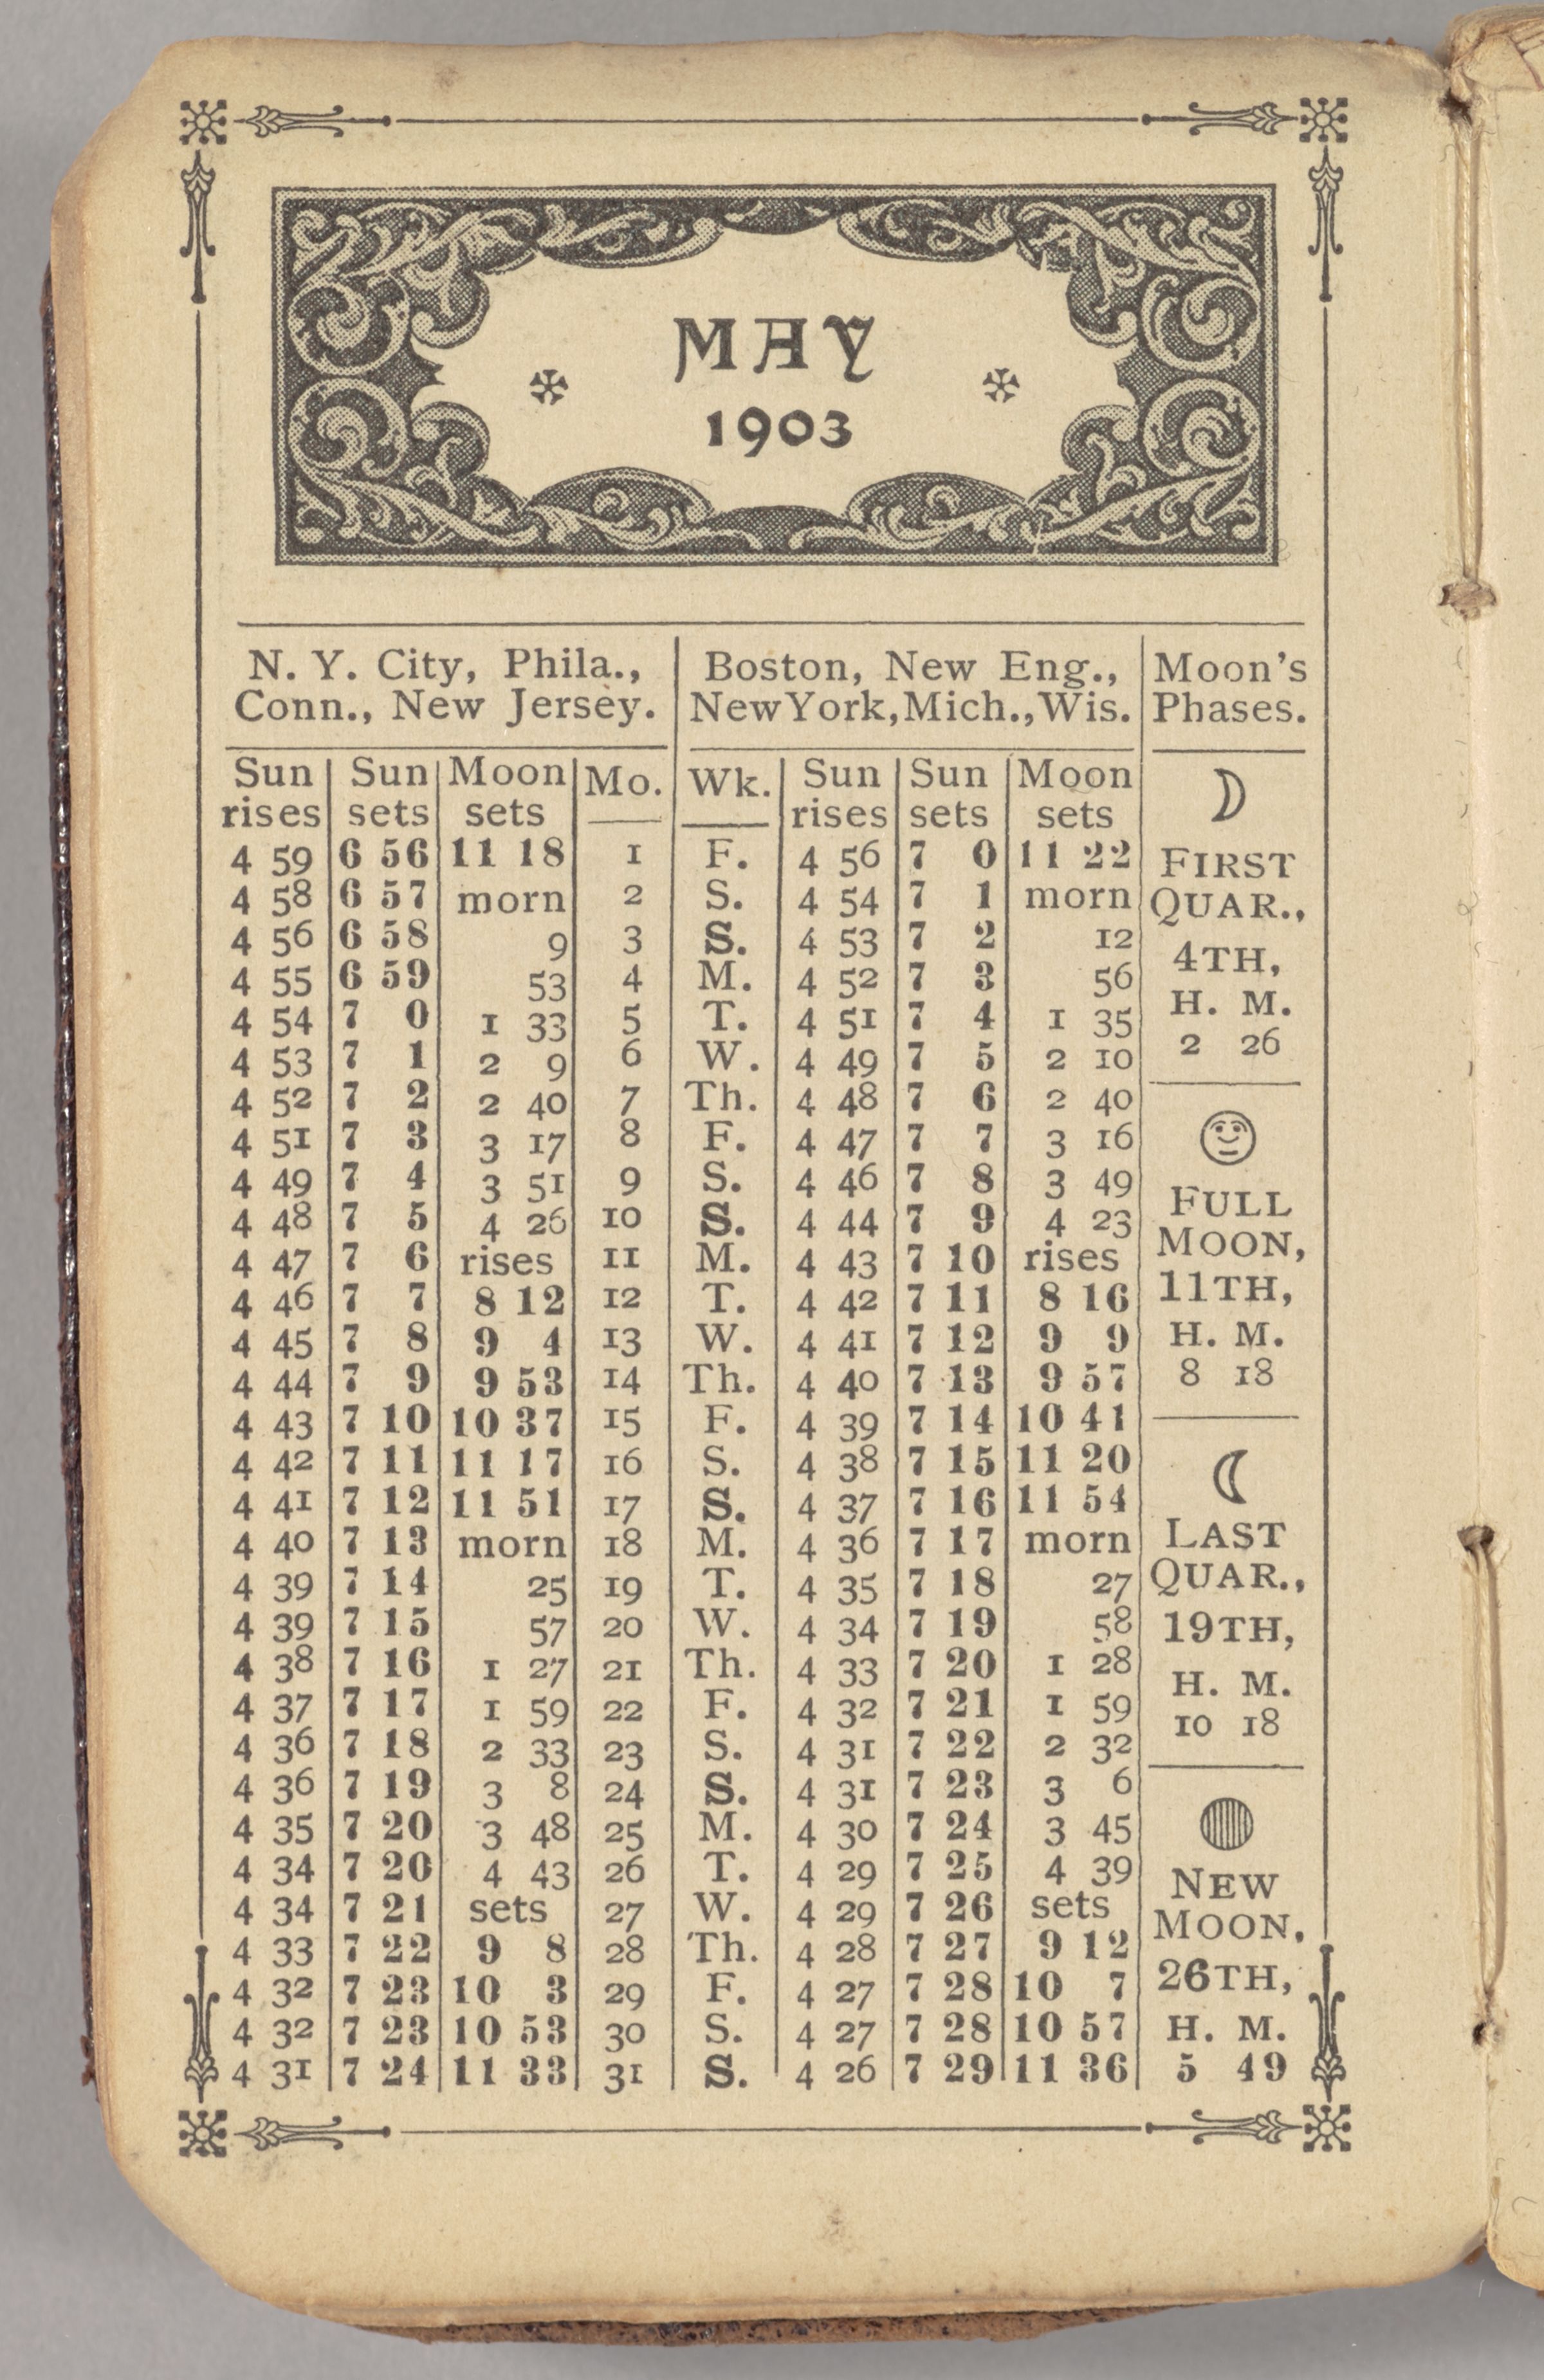 MAY
1903
N. Y. City, Phila., Boston, New Eng., Moon's
Conn., New Jersey. New York, Mich., Wis. Phases.
Sun rises Sun sets Moon sets Mo. Wk. Sun rises Sun sets Moon sets
4 59 6 56 11 18 1 F. 4 56 7 0 11 22
4 58 6 57 morn 2 S. 4 54 7 1 morn
4 56 6 58 9 3 S. 4 53 7 2 12
4 55 6 59 53 4 M. 4 52 7 3 56
4 54 7 0 1 33 5 T. 4 51 7 4 1 35
4 53 7 1 2 9 6 W. 4 49 7 5 2 10
4 52 7 2 2 40 7 Th. 4 48 7 6 2 40
4 51 7 3 3 17 8 F. 4 47 7 7 3 16
4 49 7 4 3 51 9 S. 4 46 7 8 3 49
4 48 7 5 4 26 10 S. 4 44 7 9 4 23
4 47 7 6 rises 11 M. 4 43 7 10 rises
4 46 7 7 8 12 12 T. 4 42 7 11 8 16
4 45 7 8 9 4 13 W. 4 41 7 12 9 9
4 44 7 9 9 53 14 Th. 4 40 7 13 9 57
4 43 7 10 10 37 15 F. 4 39 7 14 10 41
4 42 7 11 11 17 16 S. 4 38 7 15 11 20
4 41 7 12 11 51 17 S. 4 37 7 16 11 54
4 40 7 13 morn 18 M. 4 36 7 17 morn
4 39 7 14 25 19 T. 4 35 7 18 27
4 39 7 15 57 20 W. 4 34 7 19 58
4 38 7 16 1 27 21 Th. 4 33 7 20 1 28
4 37 7 17 1 59 22 F. 4 32 7 21 1 59
4 36 7 18 2 33 23 S. 4 31 7 22 2 32
4 36 7 19 3 8 24 S. 4 31 7 23 3 6
4 35 7 20 3 48 25 M. 4 30 7 24 3 45
4 34 7 20 4 43 26 T. 4 29 7 25 4 39
4 34 7 21 sets 27 W. 4 29 7 26 sets
4 33 7 22 9 8 28 Th. 4 28 7 27 9 12
4 32 7 23 10 3 29 F. 4 27 7 28 10 7
4 32 7 23 10 53 30 S. 4 27 7 28 10 57
4 31 7 24 11 33 31 S. 4 26 7 29 11 36
FIRST
QUAR.,
4TH,
H. M.
2 26
FULL
MOON,
11TH,
H. M.
8 18
LAST
QUAR.,
19TH,
H. M.
10 18
NEW
MOON,
26TH,
H. M.
5 49